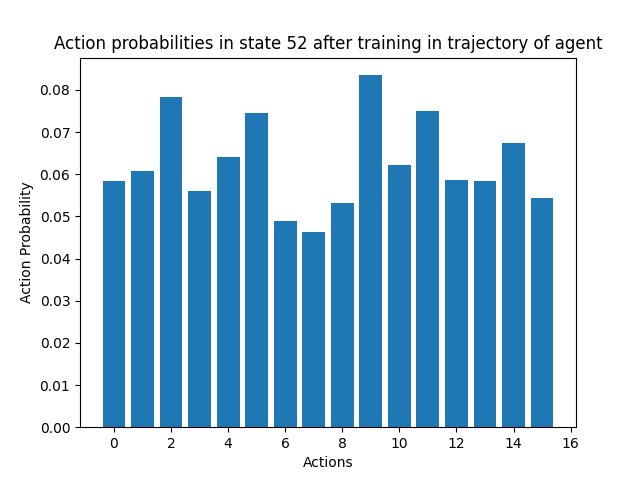 Action probabilities in state 52 after training in trajectory of agent
0.08
0.07
0.06
0.05
0.04
0.03
0.02
0.01
0.00
Action Probability
0 2 4 6 8 10 12 14 16
Actions